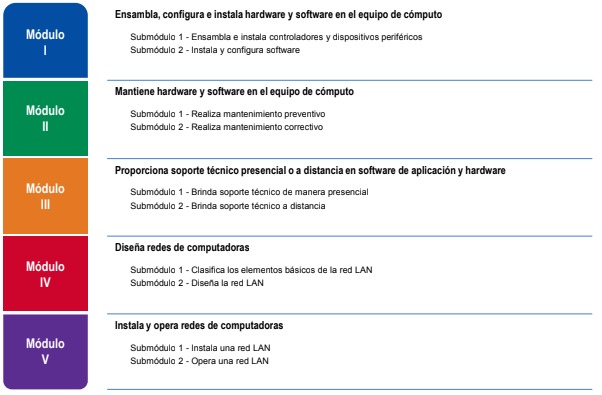 Módulo
I
Ensambla, configura e instala hardware y software en el equipo de cómputo
Submódulo 1 - Ensambla e instala controladores y dispositivos periféricos
Submódulo 2 - Instala y configura software
Módulo
II
Mantiene hardware y software en el equipo de cómputo
Submódulo 1 - Realiza mantenimiento preventivo
Submódulo 2 - Realiza mantenimiento correctivo
Módulo
III
Proporciona soporte técnico presencial o a distancia en software de aplicación y hardware
Submódulo 1 - Brinda soporte técnico de manera presencial
Submódulo 2 - Brinda soporte técnico a distancia
Módulo
IV
Diseña redes de computadoras
Submódulo 1 - Clasifica los elementos básicos de la red LAN
Submódulo 2 - Diseña la red LAN
Módulo
V
Instala y opera redes de computadoras
Submódulo 1 - Instala una red LAN
Submódulo 2 - Opera una red LAN